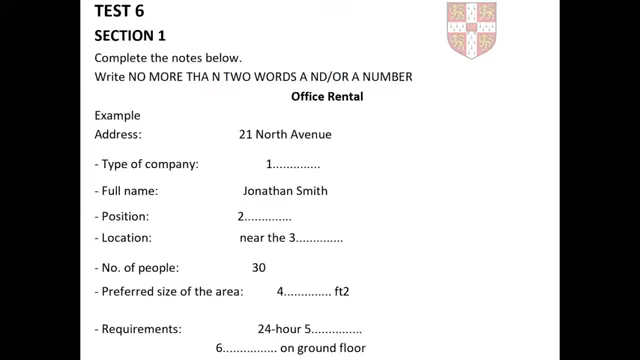 TEST 6
SECTION 1
Complete the notes below.
Write NO MORE THA N TWO WORDS A ND/OR A NUMBER
Office Rental
Example
Address: 21 North Avenue
- Type of company: 1.............
- Full name: Jonathan Smith
- Position: 2.............
- Location: near the 3.............
- No. of people: 30
- Preferred size of the area: 4............. ft2
- Requirements: 24-hour 5..............
6............... on ground floor